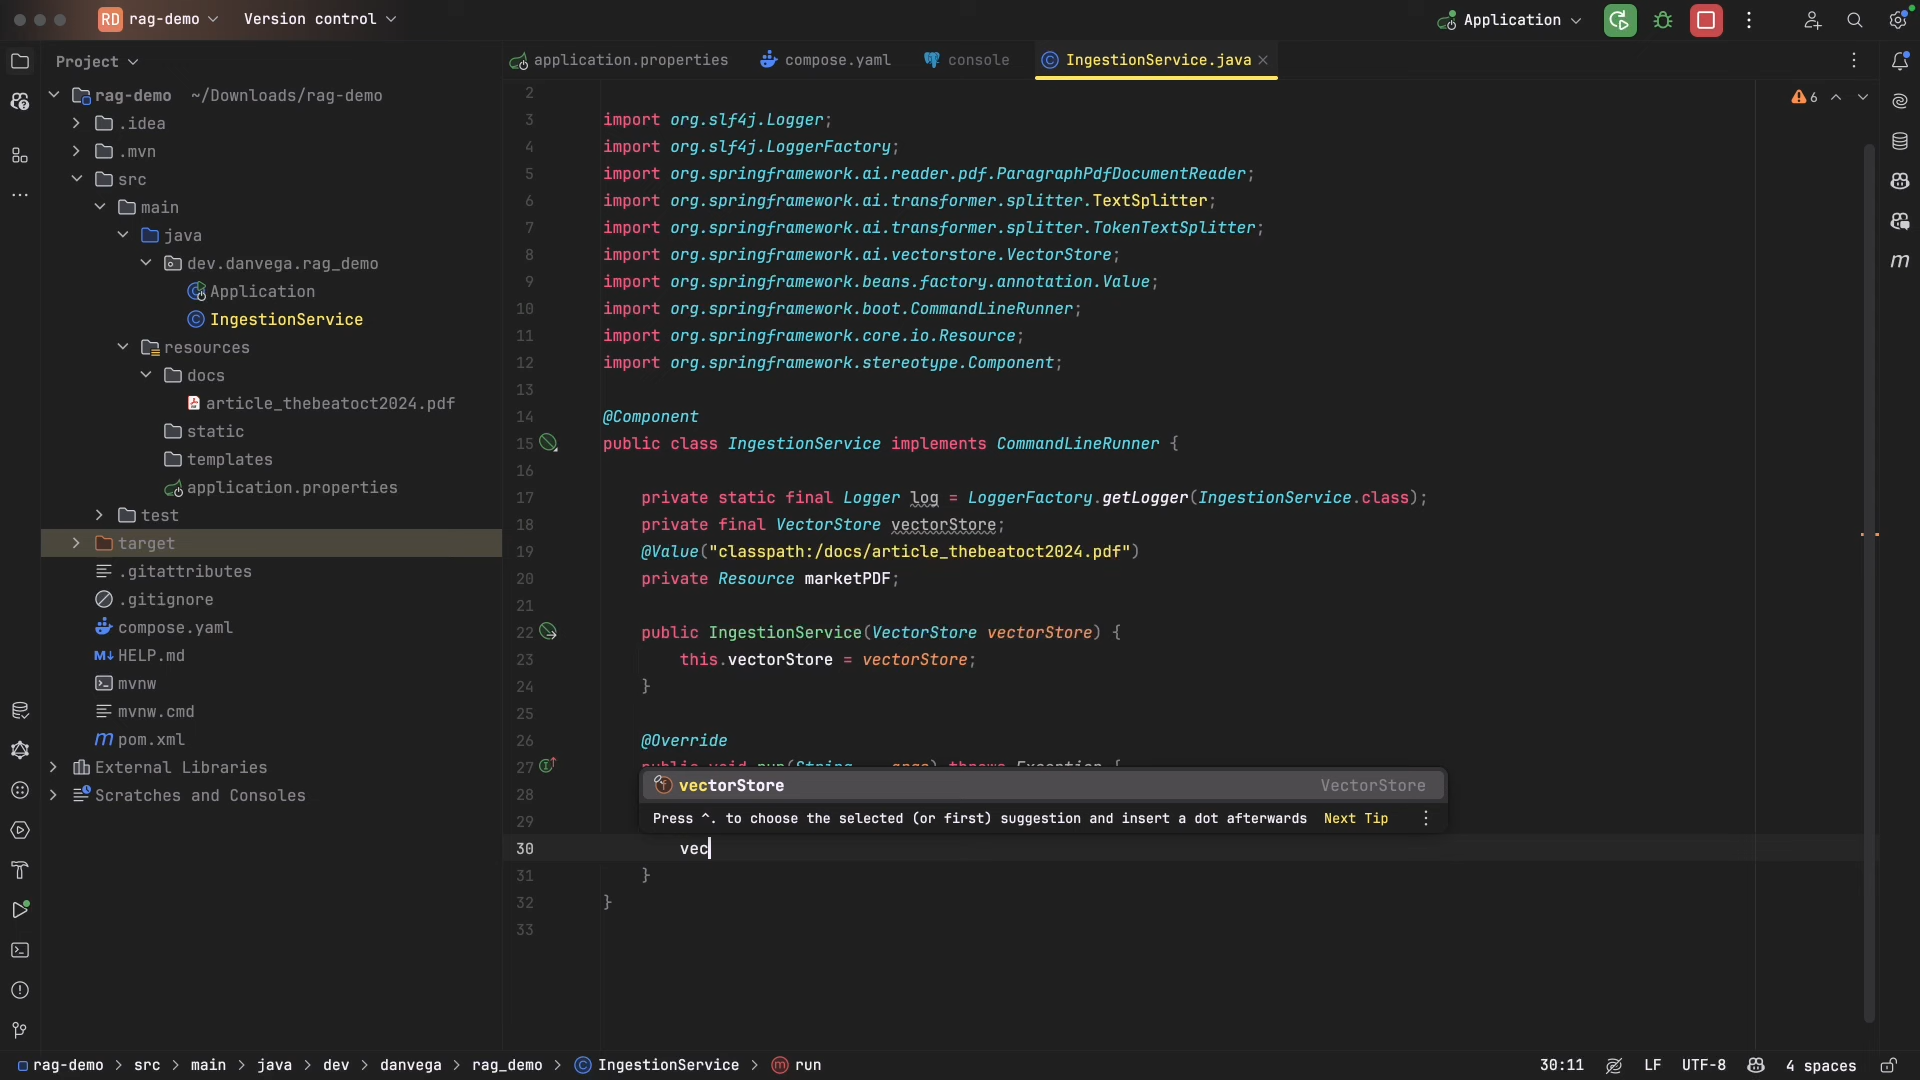 RD rag-demo Version control Application
Project
application.properties compose.yaml console IngestionService.java
rag-demo ~/Downloads/rag-demo
.idea
.mvn
src
main
java
dev.danvega.rag_demo
Application
IngestionService
resources
docs
article_thebeatoct2024.pdf
static
templates
application.properties
test
target
.gitattributes
.gitignore
compose.yaml
M↓ HELP.md
mvnw
mvnw.cmd
m pom.xml
External Libraries
Scratches and Consoles
6
2
3 import org.slf4j.Logger;
4 import org.slf4j.LoggerFactory;
5 import org.springframework.ai.reader.pdf.ParagraphPdfDocumentReader;
6 import org.springframework.ai.transformer.splitter.TextSplitter;
7 import org.springframework.ai.transformer.splitter.TokenTextSplitter;
8 import org.springframework.ai.vectorstore.VectorStore;
9 import org.springframework.beans.factory.annotation.Value;
10 import org.springframework.boot.CommandLineRunner;
11 import org.springframework.core.io.Resource;
12 import org.springframework.stereotype.Component;
13
14 @Component
15 public class IngestionService implements CommandLineRunner {
16
17 private static final Logger log = LoggerFactory.getLogger(IngestionService.class);
18 private final VectorStore vectorStore;
19 @Value("classpath:/docs/article_thebeatoct2024.pdf")
20 private Resource marketPDF;
21
22 public IngestionService(VectorStore vectorStore) {
23 this.vectorStore = vectorStore;
24 }
25
26 @Override
27 public void run(String... args) throws Exception {
28 vectorStore VectorStore
29 Press ^. to choose the selected (or first) suggestion and insert a dot afterwards Next Tip
30 vec
31 }
32 }
33
m
rag-demo > src > main > java > dev > danvega > rag_demo > IngestionService > m run 30:11 LF UTF-8 4 spaces